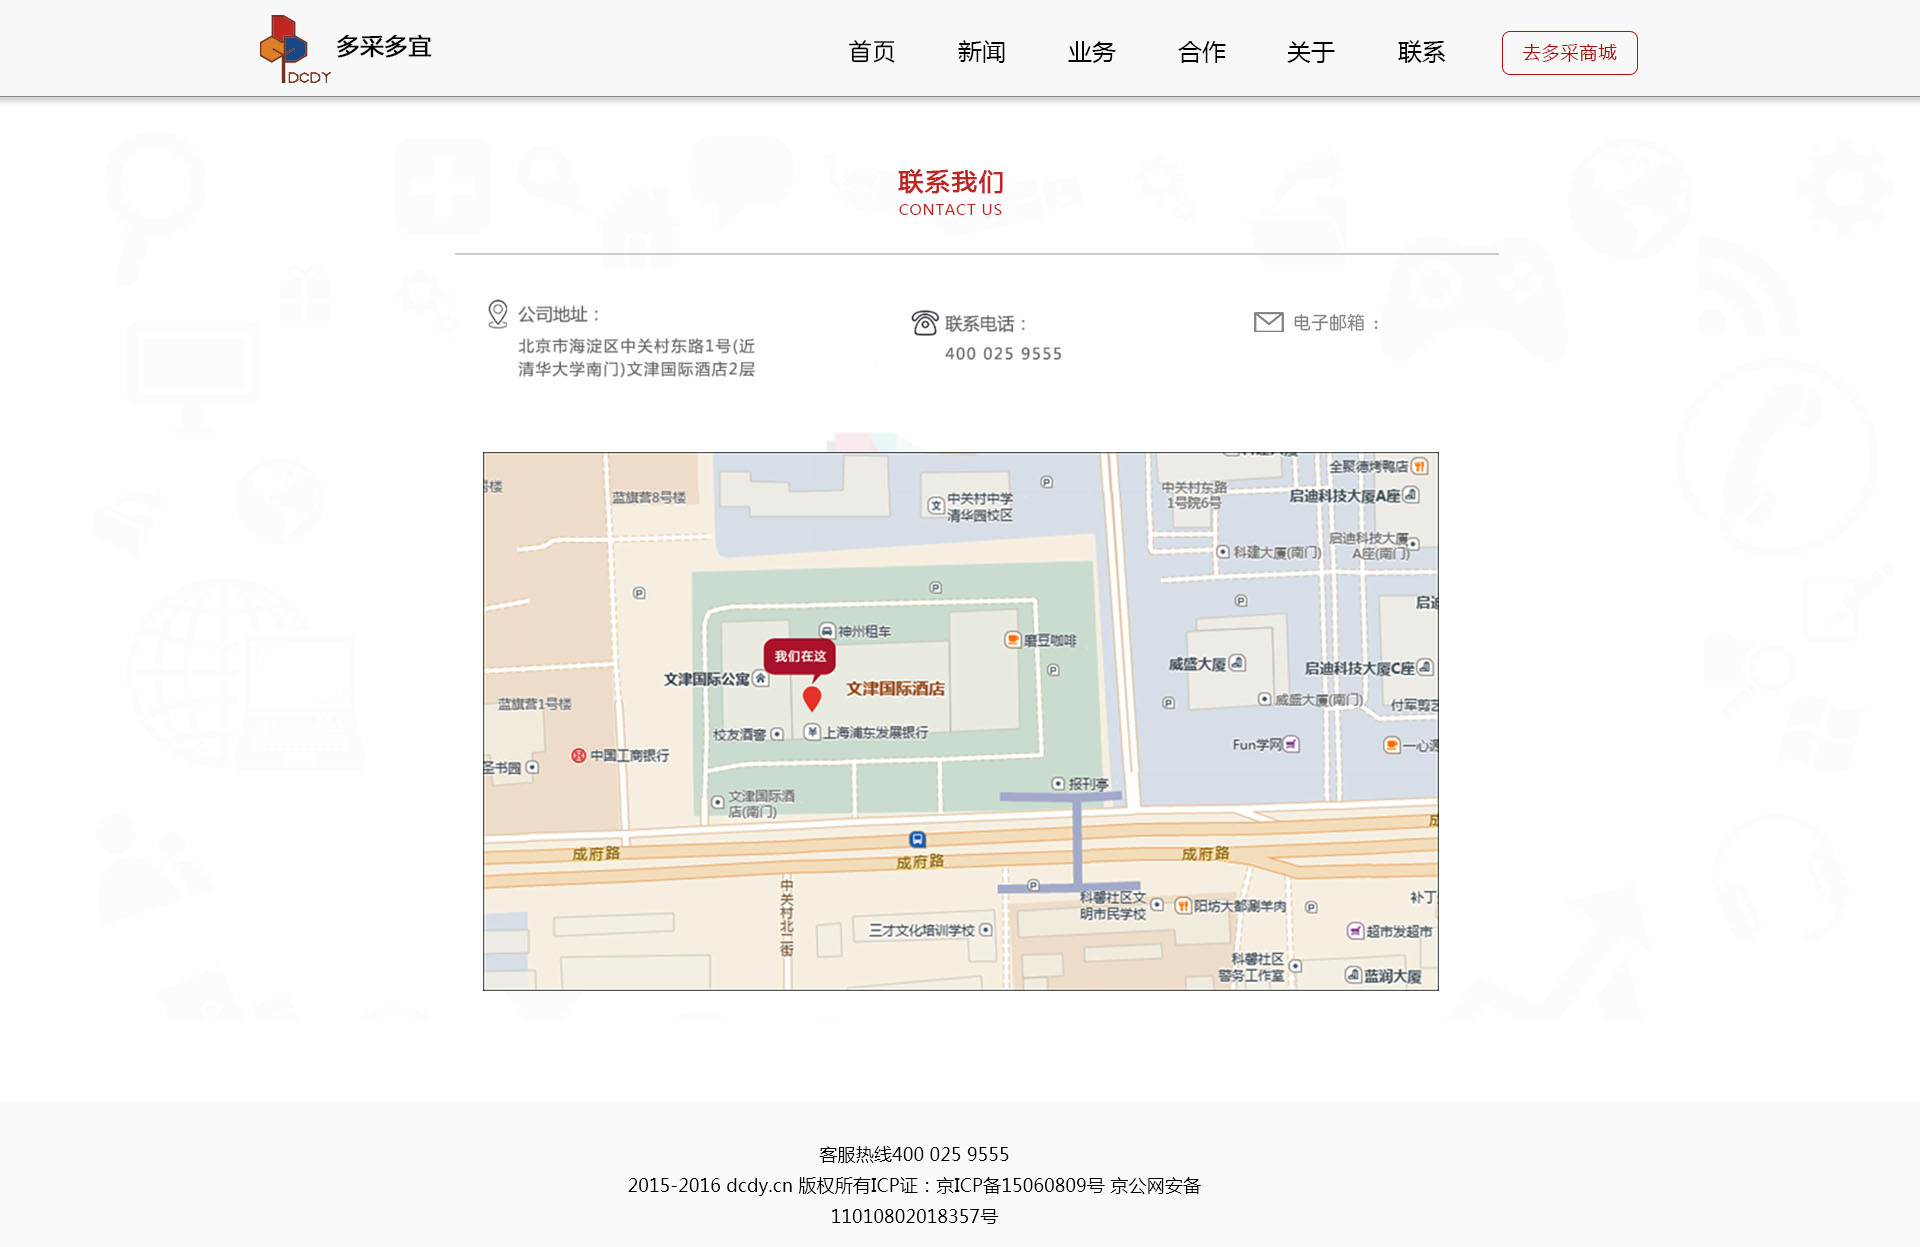 多采多宜
DCDY
首页
新闻
业务
合作
关于
联系
去多采商城
联系我们
CONTACT US
公司地址：
北京市海淀区中关村东路1号(近
清华大学南门)文津国际酒店2层
联系电话：
400 025 9555
电子邮箱：
全聚德烤鸭店
号楼
蓝旗营8号楼
中关村中学
清华园校区
中关村东路
1号院6号
启迪科技大厦A座
科建大厦(南门)
启迪科技大厦
A座(南门)
启迪
神州租车
磨豆咖啡
我们在这
文津国际公寓
文津国际酒店
威盛大厦
启迪科技大厦C座
蓝旗营1号楼
威盛大厦(南门)
付军剪艺
校友酒窖
上海浦东发展银行
中国工商银行
Fun学网
一心遇
圣书园
报刊亭
文津国际酒
店(南门)
成府路
成府路
成府路
成
中关村北二街
科馨社区文
明市民学校
阳坊大都涮羊肉
补丁
三才文化培训学校
超市发超市
科馨社区
警务工作室
蓝润大厦
客服热线400 025 9555
2015-2016 dcdy.cn 版权所有ICP证：京ICP备15060809号 京公网安备
11010802018357号